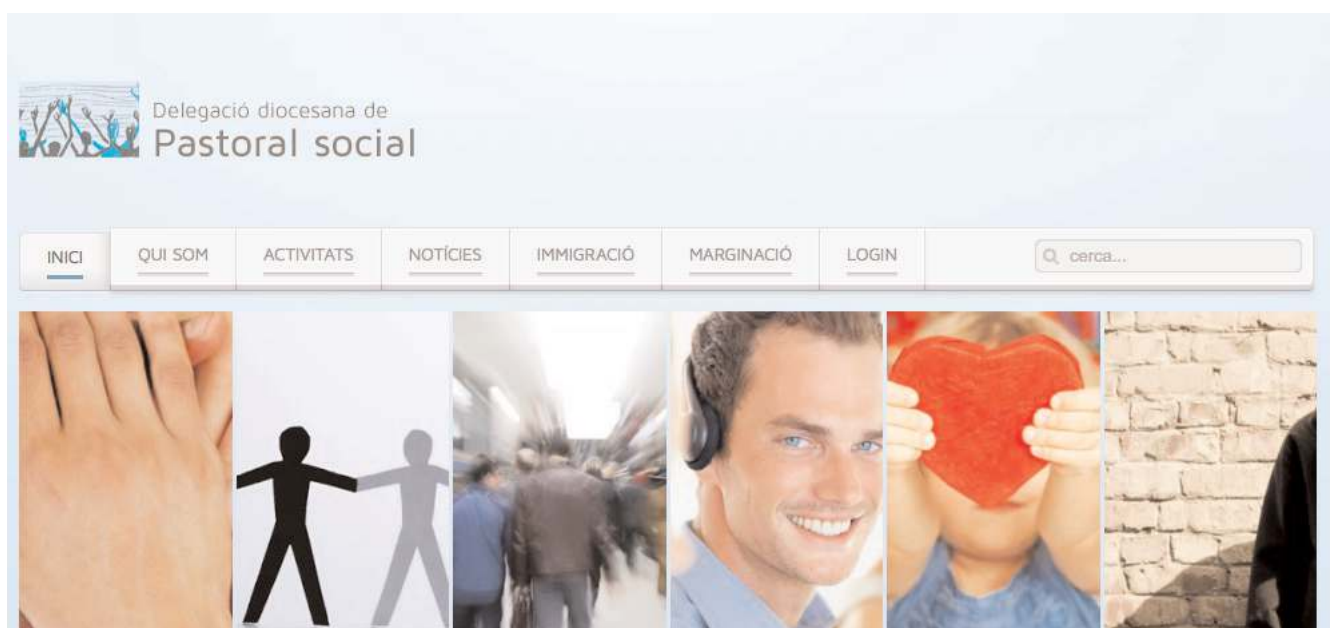 Delegació diocesana de
Pastoral social
INICI QUI SOM ACTIVITATS NOTÍCIES IMMIGRACIÓ MARGINACIÓ LOGIN cerca...